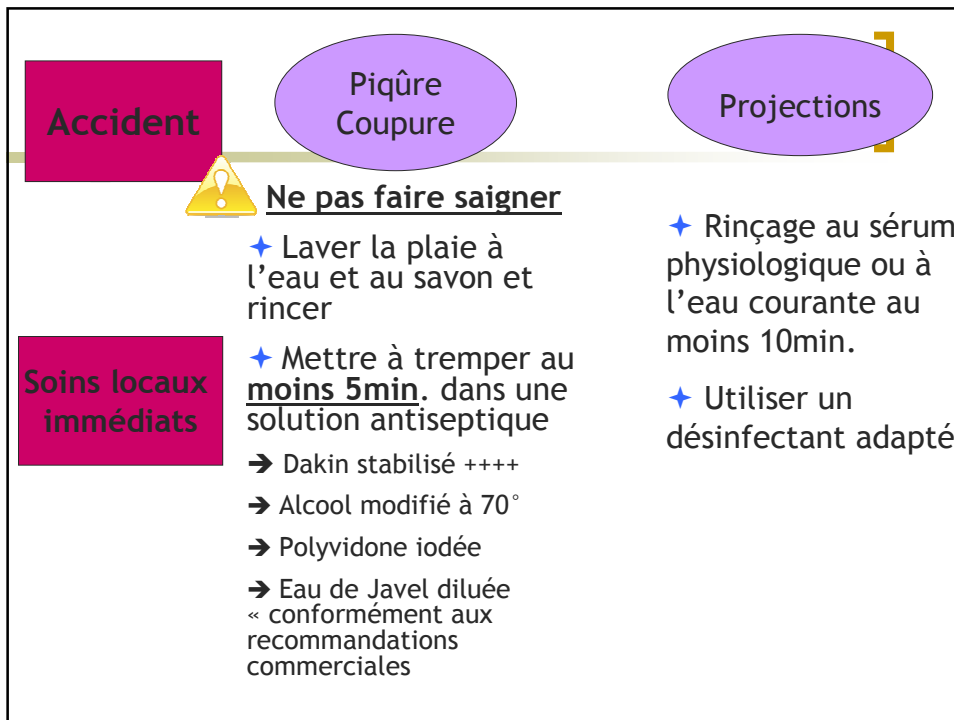 Accident
Piqûre
Coupure
Projections
Ne pas faire saigner
✦ Laver la plaie à
l’eau et au savon et
rincer
✦ Rinçage au sérum
physiologique ou à
l’eau courante au
moins 10min.
Soins locaux
immédiats
✦ Mettre à tremper au
moins 5min. dans une
solution antiseptique
➔ Dakin stabilisé ++++
➔ Alcool modifié à 70°
➔ Polyvidone iodée
➔ Eau de Javel diluée
« conformément aux
recommandations
commerciales
✦ Utiliser un
désinfectant adapté